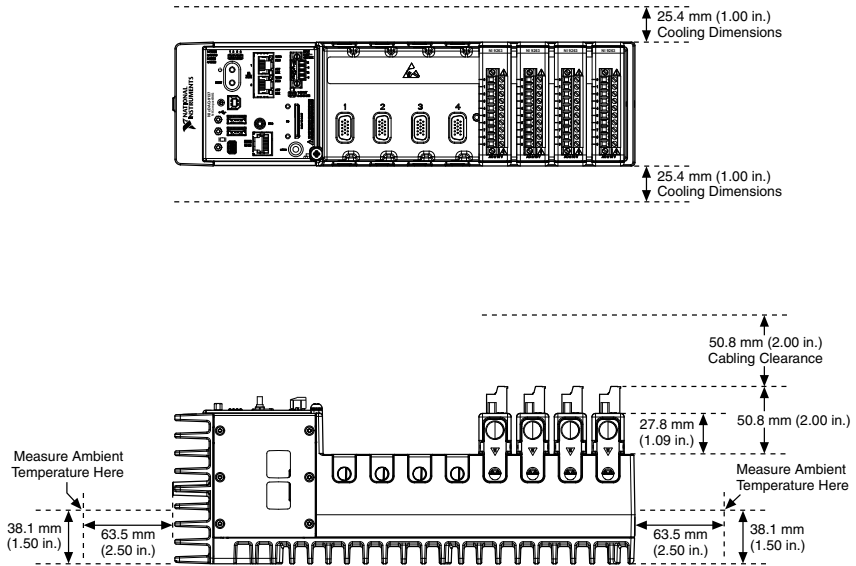 25.4 mm (1.00 in.)
Cooling Dimensions
NATIONAL
INSTRUMENTS
1 2 3 4
25.4 mm (1.00 in.)
Cooling Dimensions
50.8 mm (2.00 in.)
Cabling Clearance
27.8 mm
(1.09 in.)
50.8 mm (2.00 in.)
Measure Ambient
Temperature Here
Measure Ambient
Temperature Here
38.1 mm
(1.50 in.)
63.5 mm
(2.50 in.)
63.5 mm
(2.50 in.)
38.1 mm
(1.50 in.)